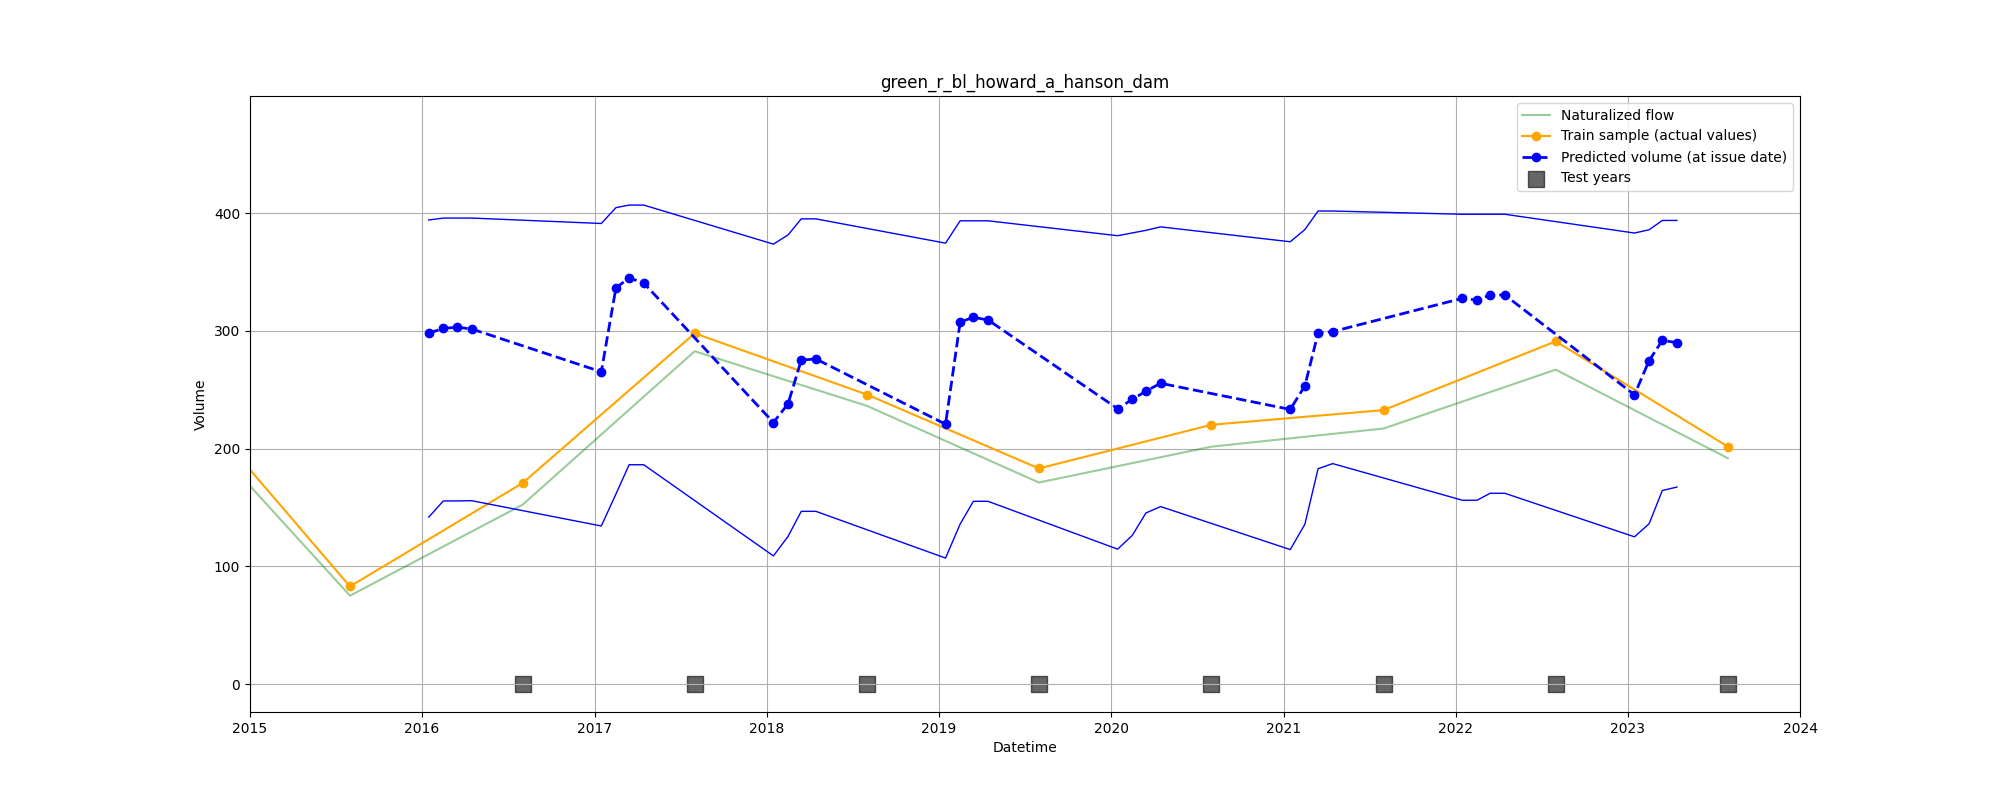 green_r_bl_howard_a_hanson_dam
Naturalized flow
Train sample (actual values)
Predicted volume (at issue date)
Test years
Volume
400
300
200
100
0
2015 2016 2017 2018 2019 2020 2021 2022 2023 2024
Datetime